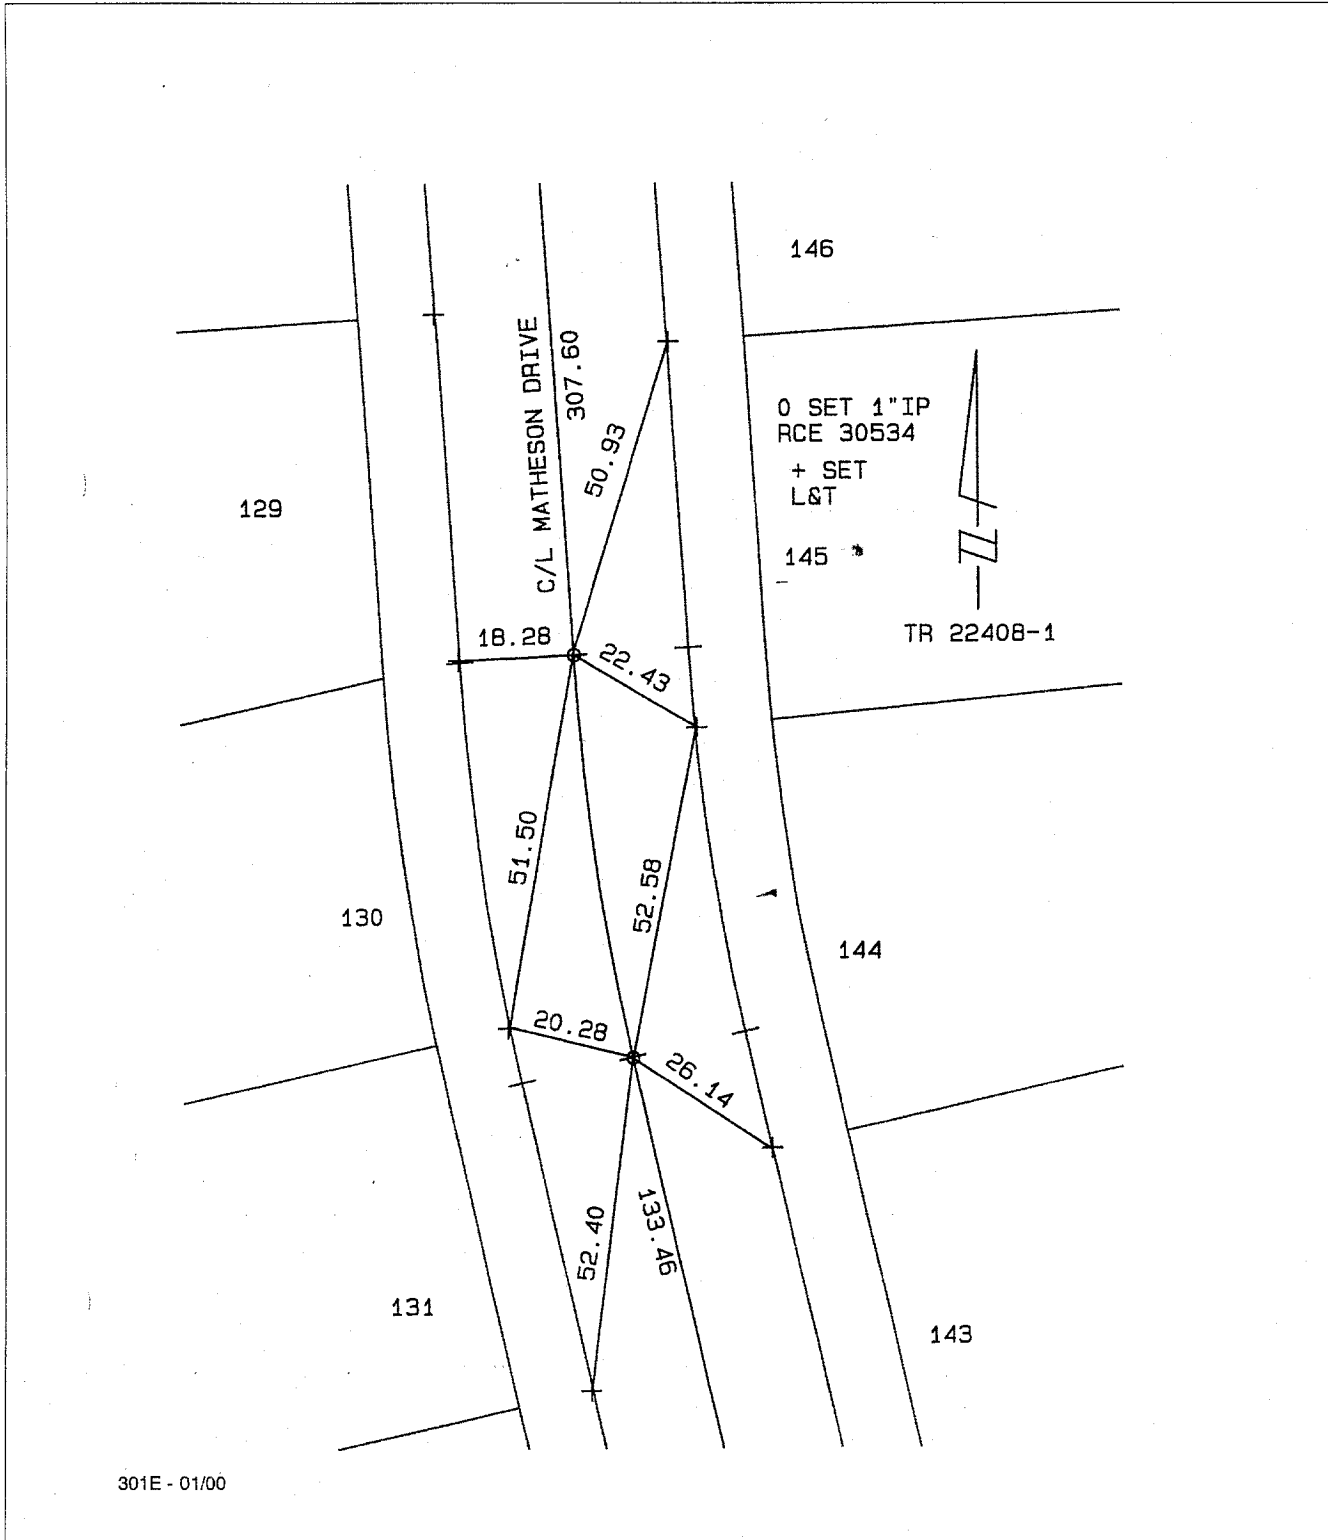 146
C/L MATHESON DRIVE
307.60
50.93
O SET 1"IP
RCE 30534
+ SET
L&T
129
145
TR 22408-1
18.28
22.43
51.50
52.58
130
144
20.28
26.14
133.46
52.40
131
143
301E - 01/00